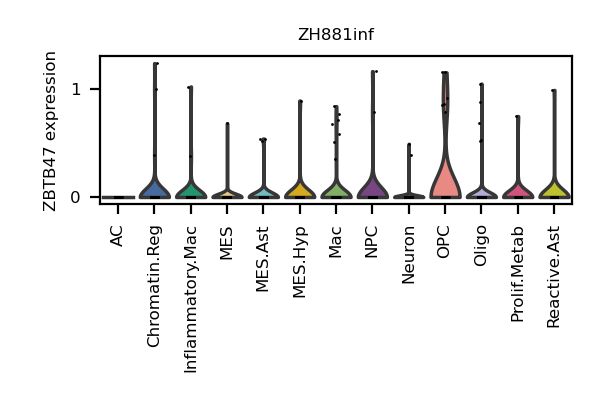 ZH881inf
ZBTB47 expression
1
0
AC
Chromatin.Reg
Inflammatory.Mac
MES
MES.Ast
MES.Hyp
Mac
NPC
Neuron
OPC
Oligo
Prolif.Metab
Reactive.Ast